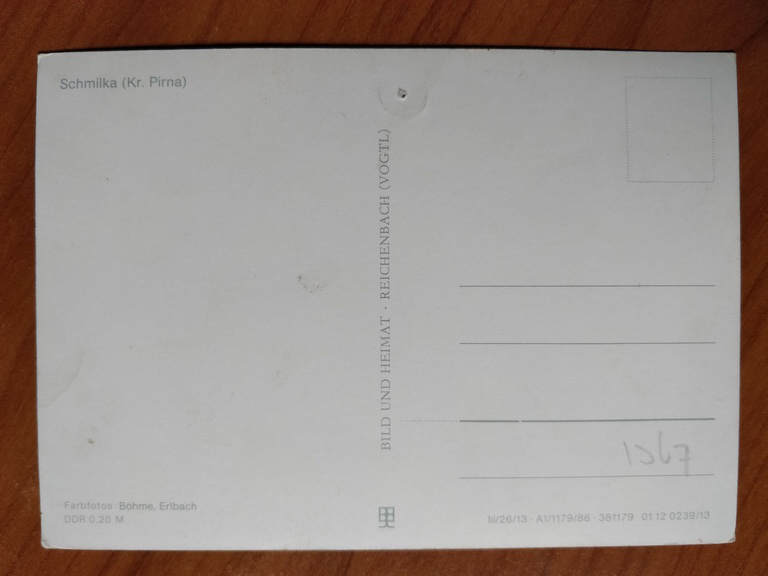 Schmilka (Kr. Pirna)
BILD UND HEIMAT · REICHENBACH (VOGTL)
Farbfotos: Böhme, Erlbach
DDR 0,20 M
III/26/13 · A1/1179/86 · 381179 01 12 0239/13